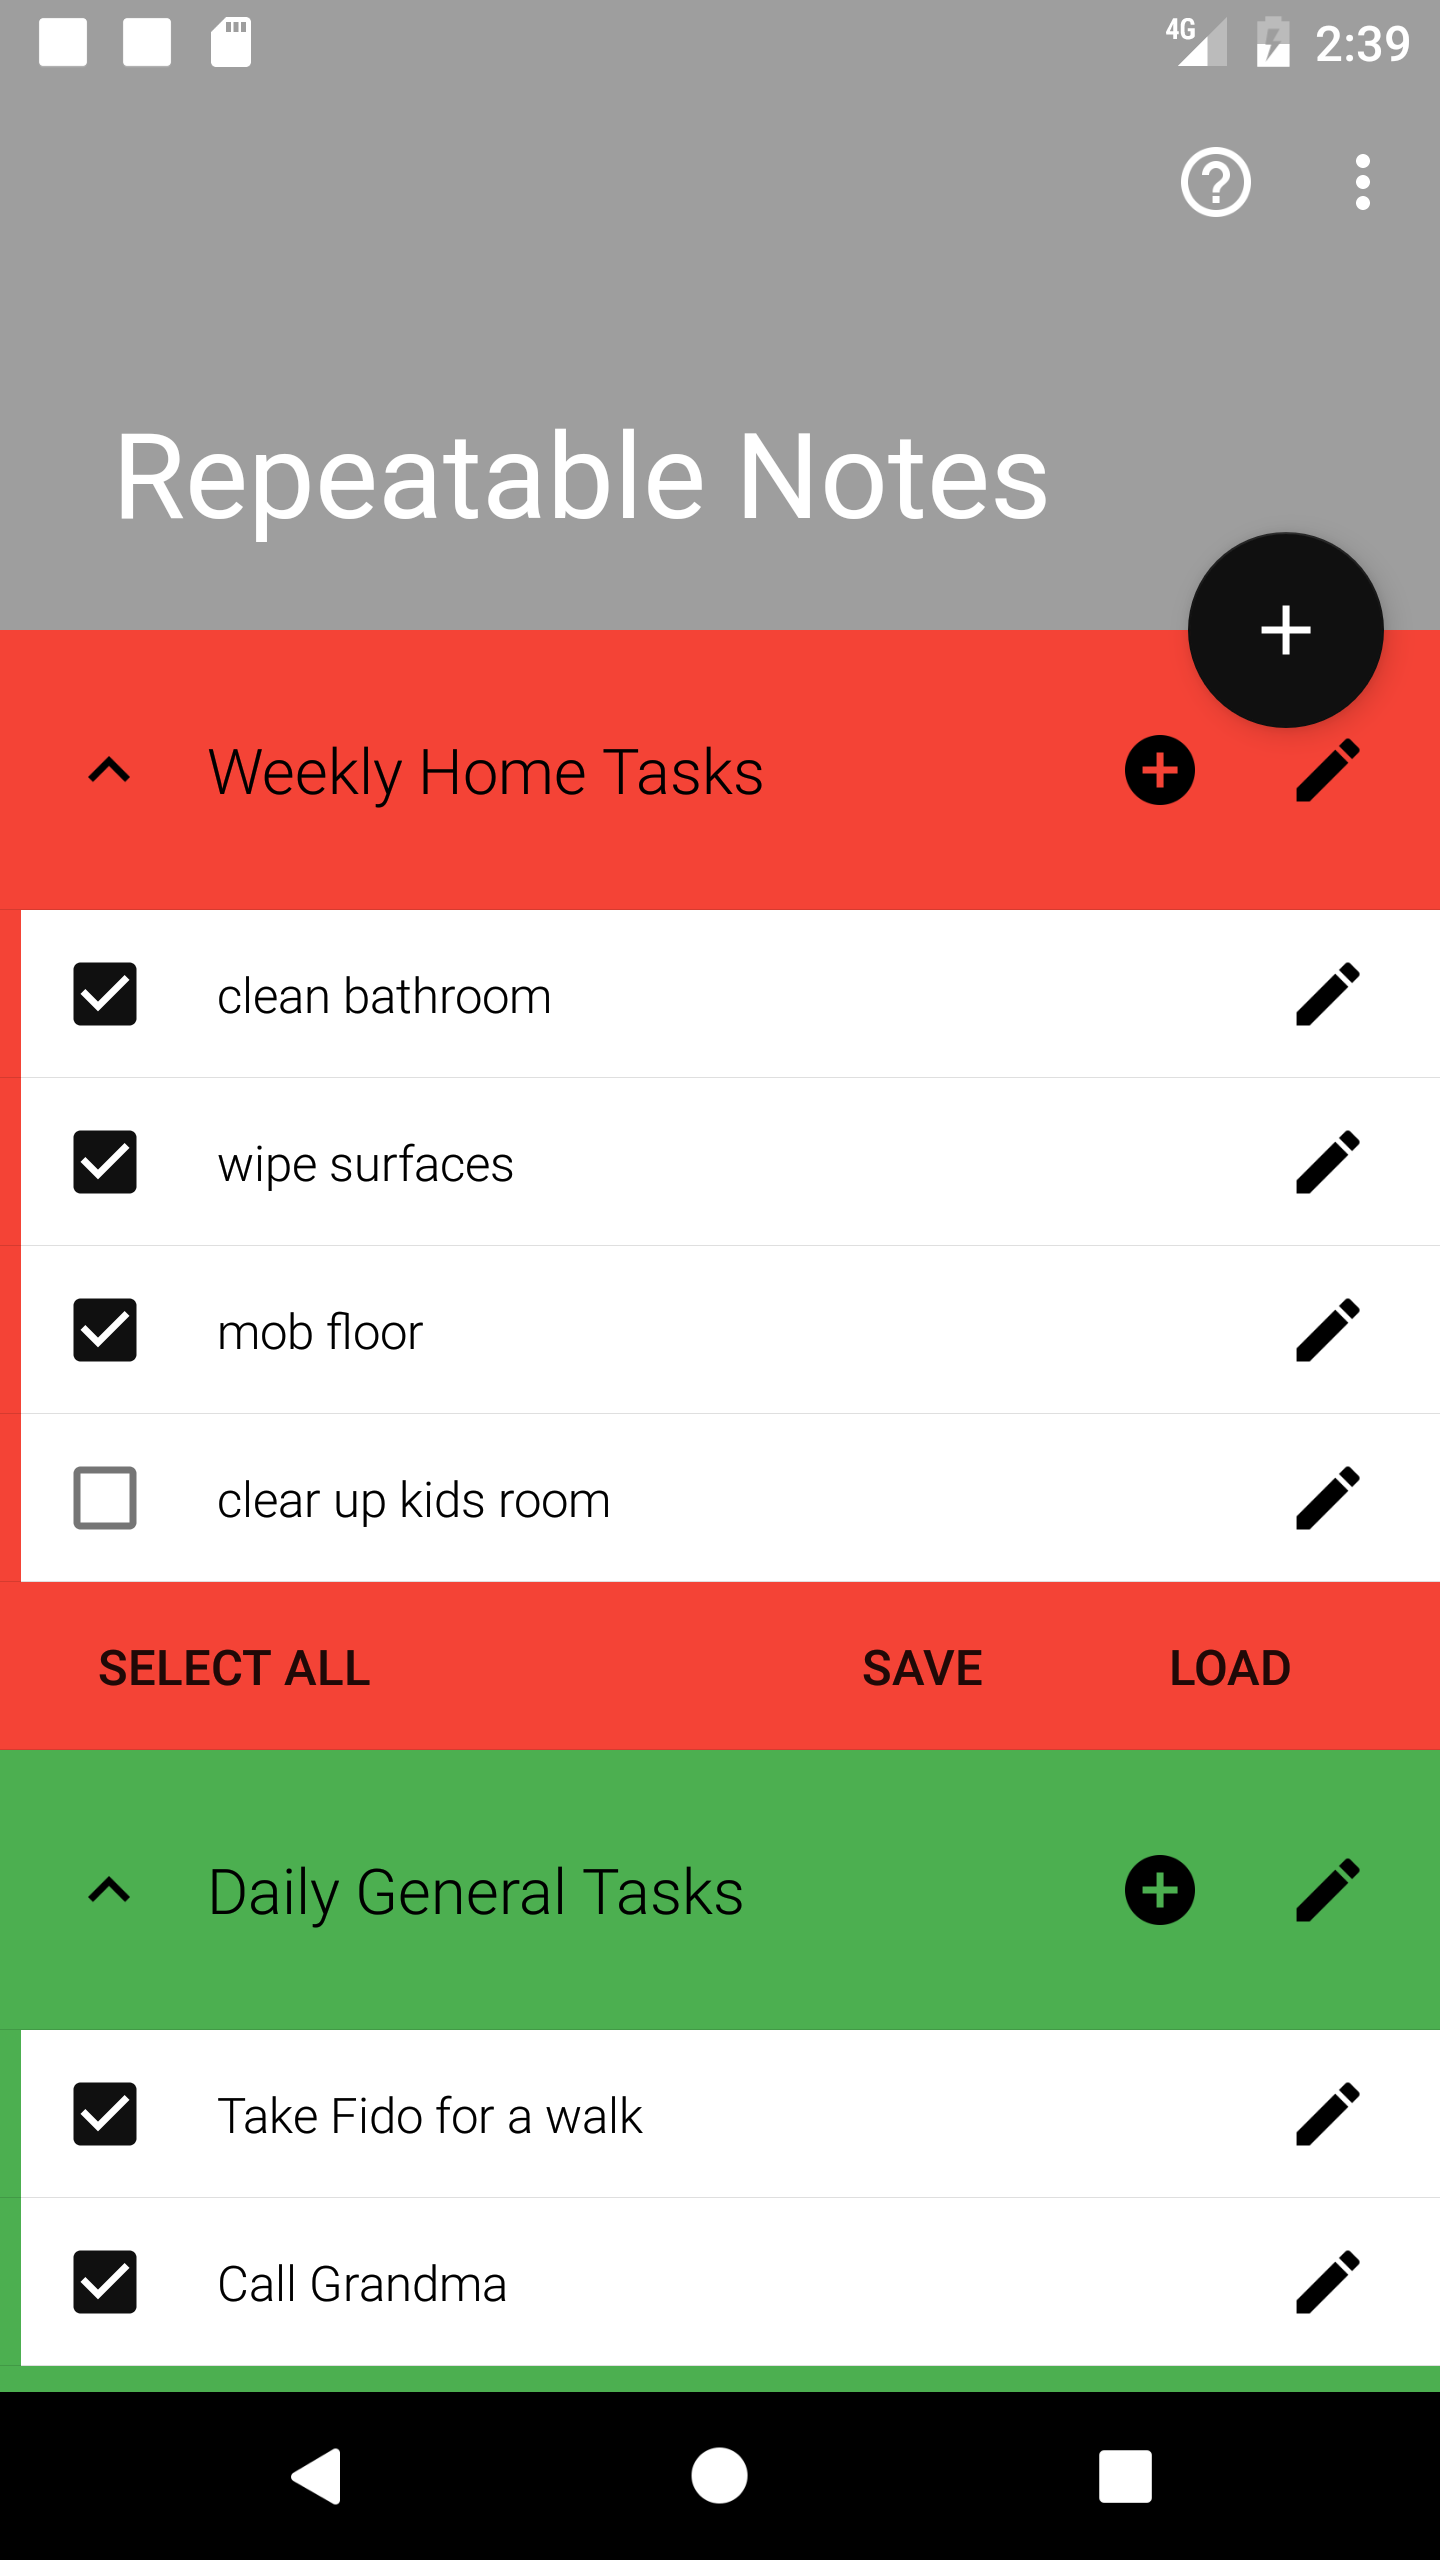 4G 2:39
Repeatable Notes
Weekly Home Tasks
clean bathroom
wipe surfaces
mob floor
clear up kids room
SELECT ALL SAVE LOAD
Daily General Tasks
Take Fido for a walk
Call Grandma